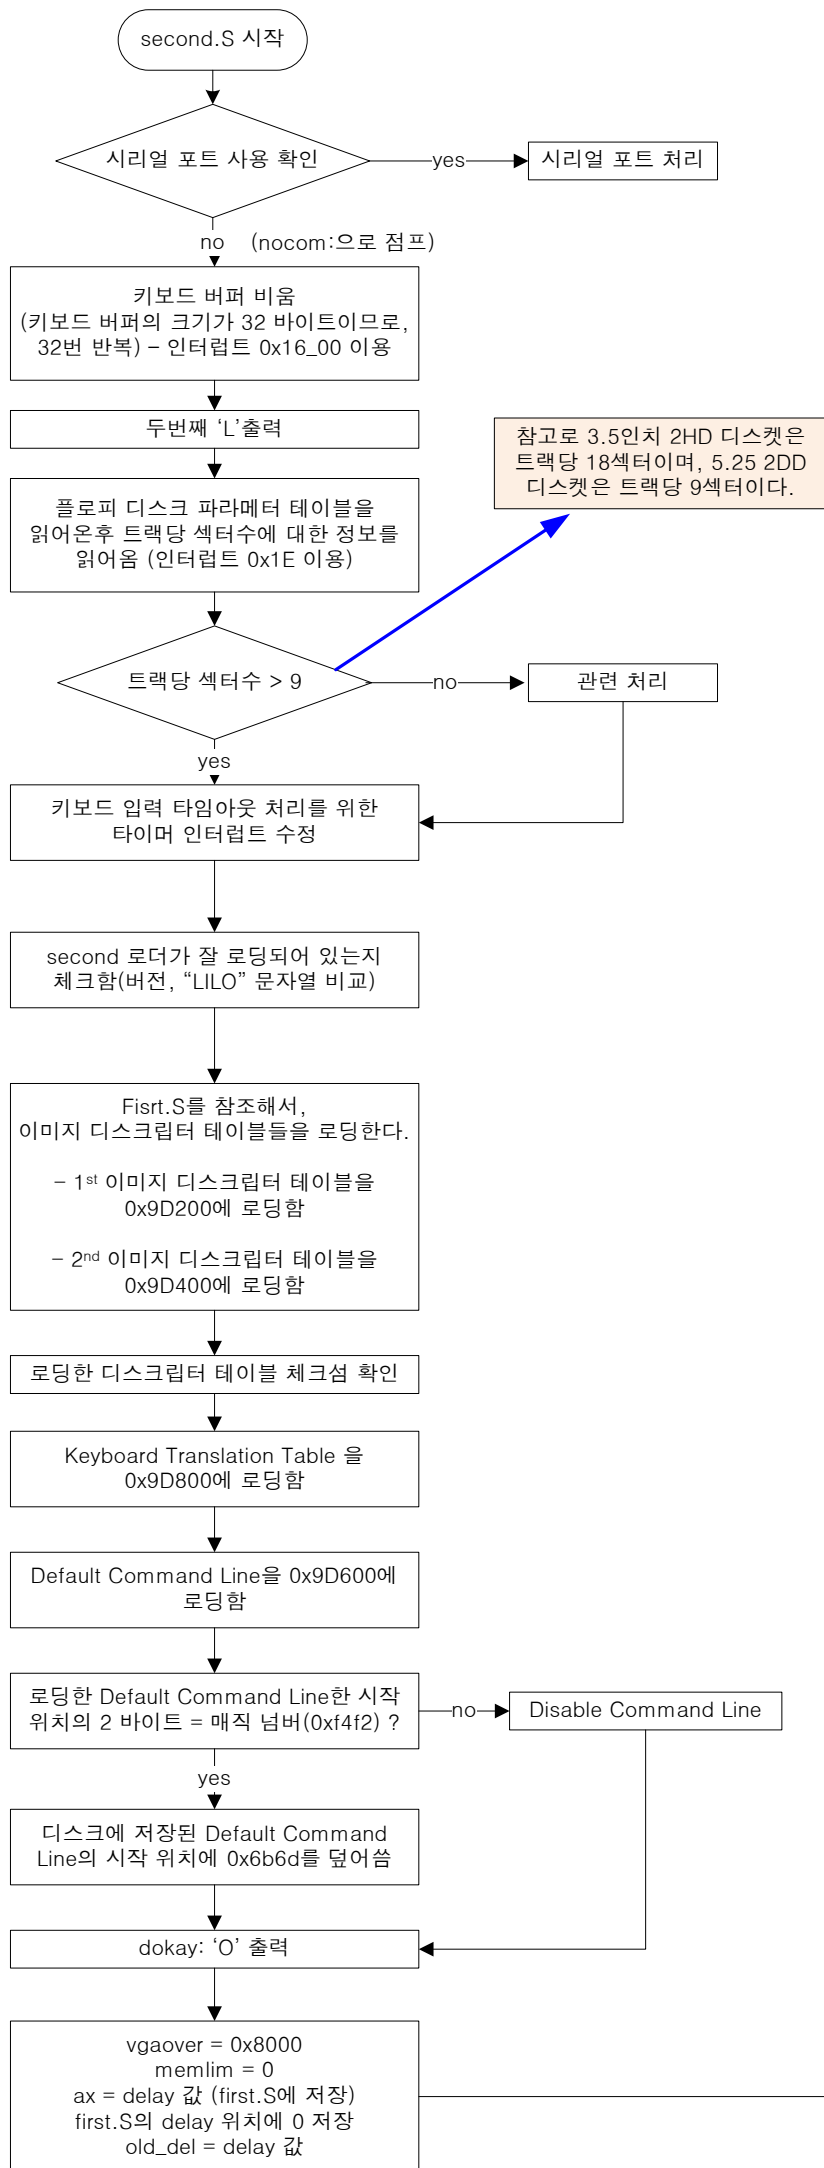 second.S 시작
시리얼 포트 사용 확인
yes
시리얼 포트 처리
no (nocom:으로 점프)
키보드 버퍼 비움
(키보드 버퍼의 크기가 32 바이트이므로,
32번 반복) – 인터럽트 0x16_00 이용
두번째 ‘L’출력
참고로 3.5인치 2HD 디스켓은
트랙당 18섹터이며, 5.25 2DD
디스켓은 트랙당 9섹터이다.
플로피 디스크 파라메터 테이블을
읽어온후 트랙당 섹터수에 대한 정보를
읽어옴 (인터럽트 0x1E 이용)
트랙당 섹터수 > 9
no
관련 처리
yes
키보드 입력 타임아웃 처리를 위한
타이머 인터럽트 수정
second 로더가 잘 로딩되어 있는지
체크함(버전, “LILO” 문자열 비교)
Fisrt.S를 참조해서,
이미지 디스크립터 테이블들을 로딩한다.
– 1st 이미지 디스크립터 테이블을
0x9D200에 로딩함
– 2nd 이미지 디스크립터 테이블을
0x9D400에 로딩함
로딩한 디스크립터 테이블 체크섬 확인
Keyboard Translation Table 을
0x9D800에 로딩함
Default Command Line을 0x9D600에
로딩함
로딩한 Default Command Line한 시작
위치의 2 바이트 = 매직 넘버(0xf4f2) ?
no
Disable Command Line
yes
디스크에 저장된 Default Command
Line의 시작 위치에 0x6b6d를 덮어씀
dokay: ‘O’ 출력
vgaover = 0x8000
memlim = 0
ax = delay 값 (first.S에 저장)
first.S의 delay 위치에 0 저장
old_del = delay 값